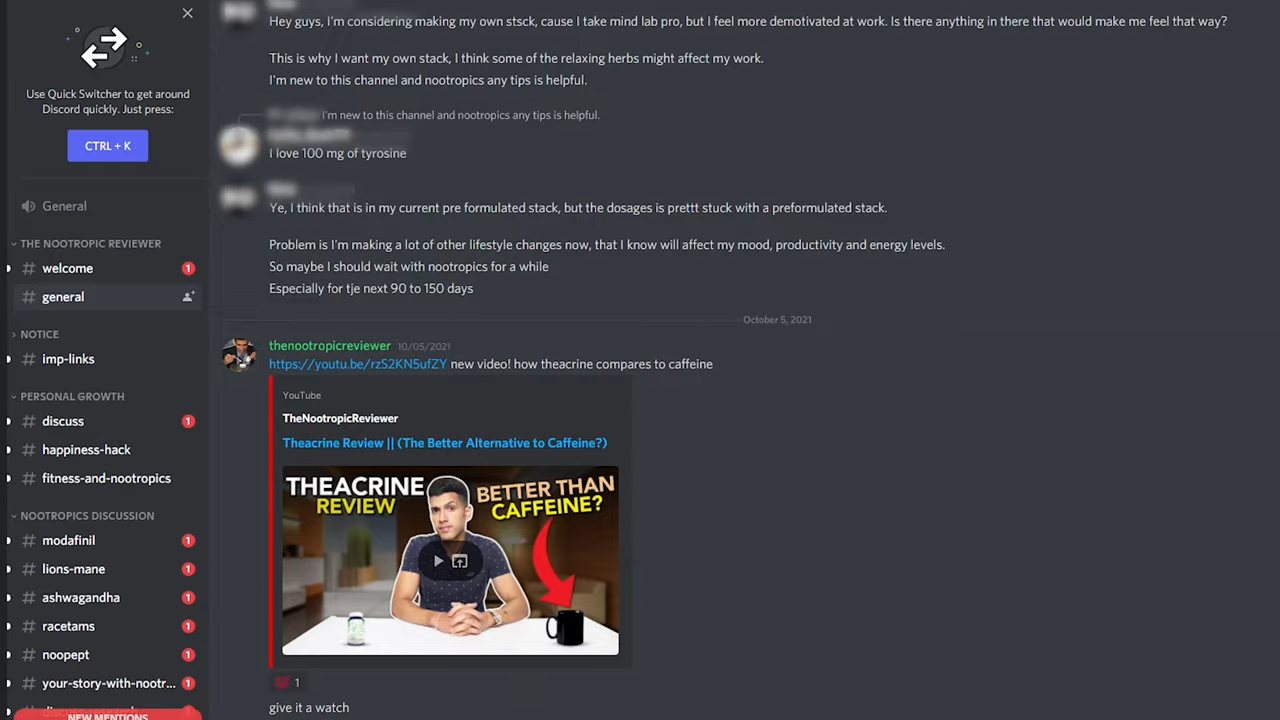 Use Quick Switcher to get around
Discord quickly. Just press:
CTRL + K
General
THE NOOTROPIC REVIEWER
welcome 1
general
NOTICE
imp-links
PERSONAL GROWTH
discuss 1
happiness-hack
fitness-and-nootropics
NOOTROPICS DISCUSSION
modafinil 1
lions-mane 1
ashwagandha 1
racetams 1
noopept 1
your-story-with-nootr... 1
NEW MENTIONS
Hey guys, I'm considering making my own stsck, cause I take mind lab pro, but I feel more demotivated at work. Is there anything in there that would make me feel that way?
This is why I want my own stack, I think some of the relaxing herbs might affect my work.
I'm new to this channel and nootropics any tips is helpful.
I'm new to this channel and nootropics any tips is helpful.
I love 100 mg of tyrosine
Ye, I think that is in my current pre formulated stack, but the dosages is prettt stuck with a preformulated stack.
Problem is I'm making a lot of other lifestyle changes now, that I know will affect my mood, productivity and energy levels.
So maybe I should wait with nootropics for a while
Especially for tje next 90 to 150 days
October 5, 2021
thenootropicreviewer 10/05/2021
https://youtu.be/rzS2KN5ufZY new video! how theacrine compares to caffeine
YouTube
TheNootropicReviewer
Theacrine Review || (The Better Alternative to Caffeine?)
THEACRINE
REVIEW
BETTER THAN
CAFFEINE?
1
give it a watch